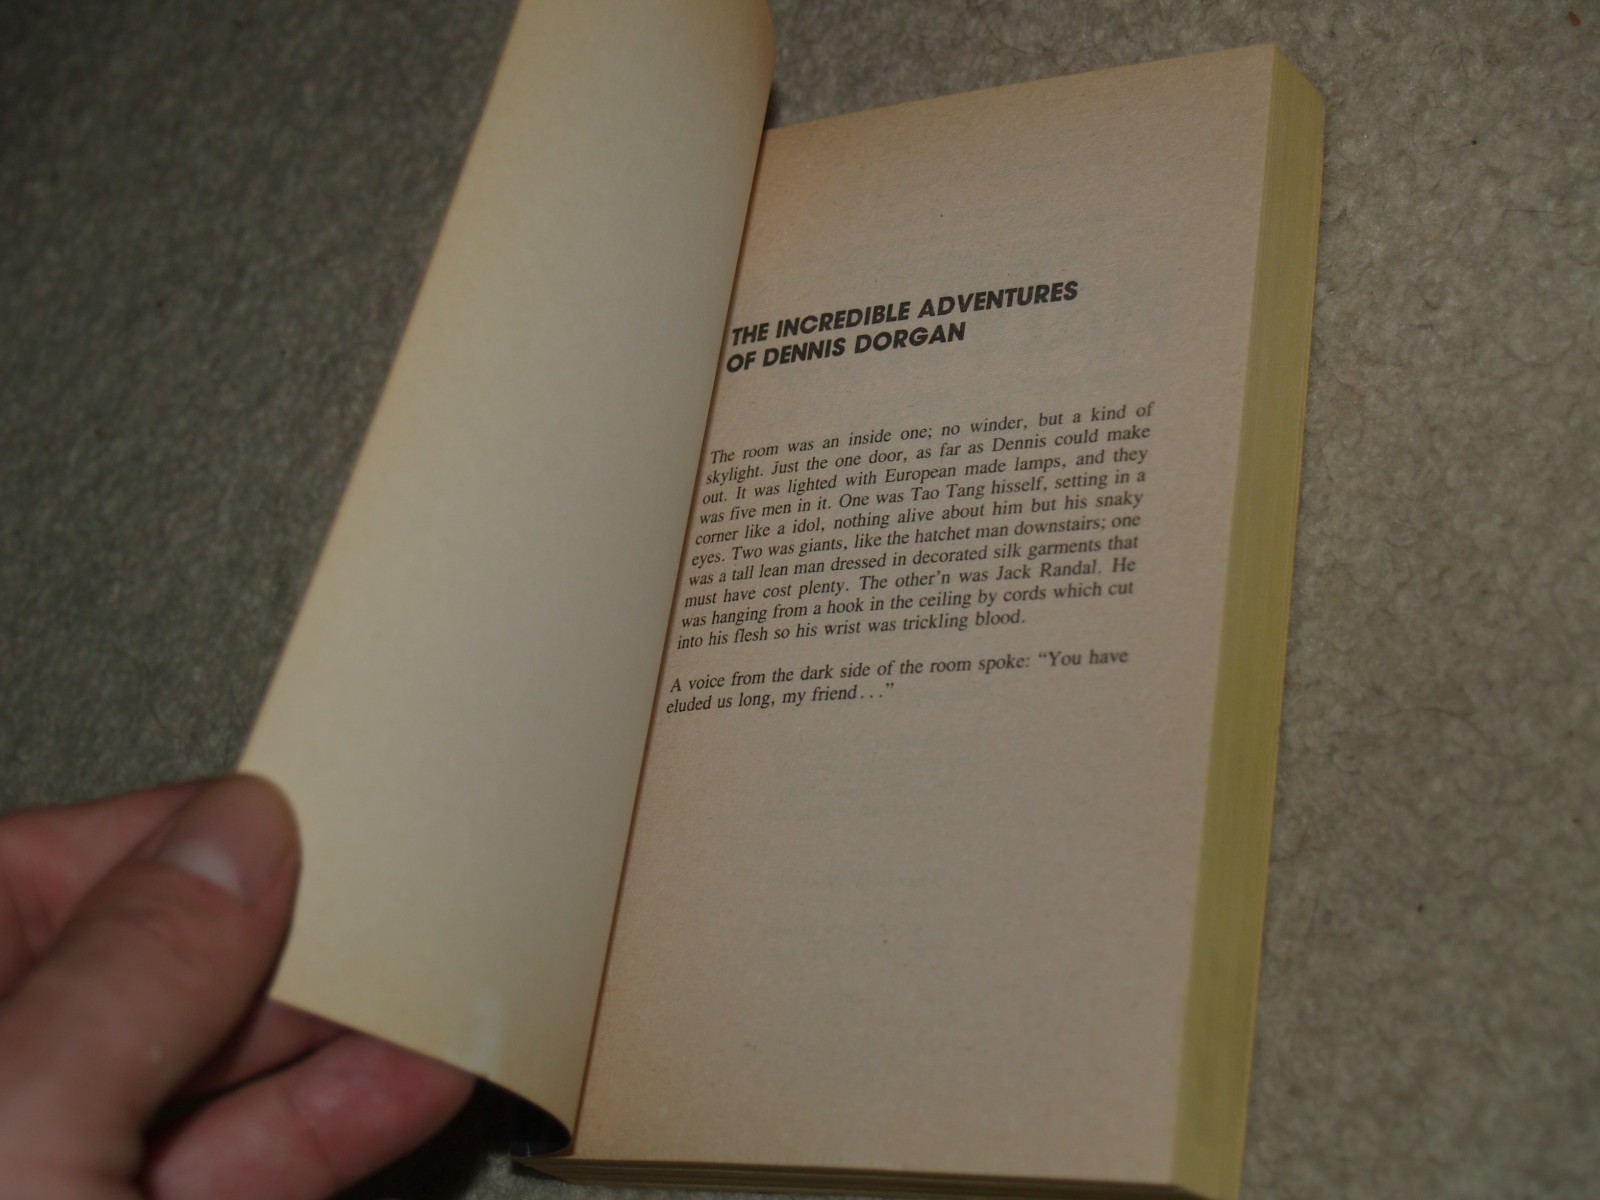 THE INCREDIBLE ADVENTURES
OF DENNIS DORGAN
The room was an inside one; no winder, but a kind of
skylight. Just the one door, as far as Dennis could make
out. It was lighted with European made lamps, and they
was five men in it. One was Tao Tang hisself, setting in a
corner like a idol, nothing alive about him but his snaky
eyes. Two was giants, like the hatchet man downstairs; one
was a tall lean man dressed in decorated silk garments that
must have cost plenty. The other'n was Jack Randal. He
was hanging from a hook in the ceiling by cords which cut
into his flesh so his wrist was trickling blood.
A voice from the dark side of the room spoke: “You have
eluded us long, my friend . . .”